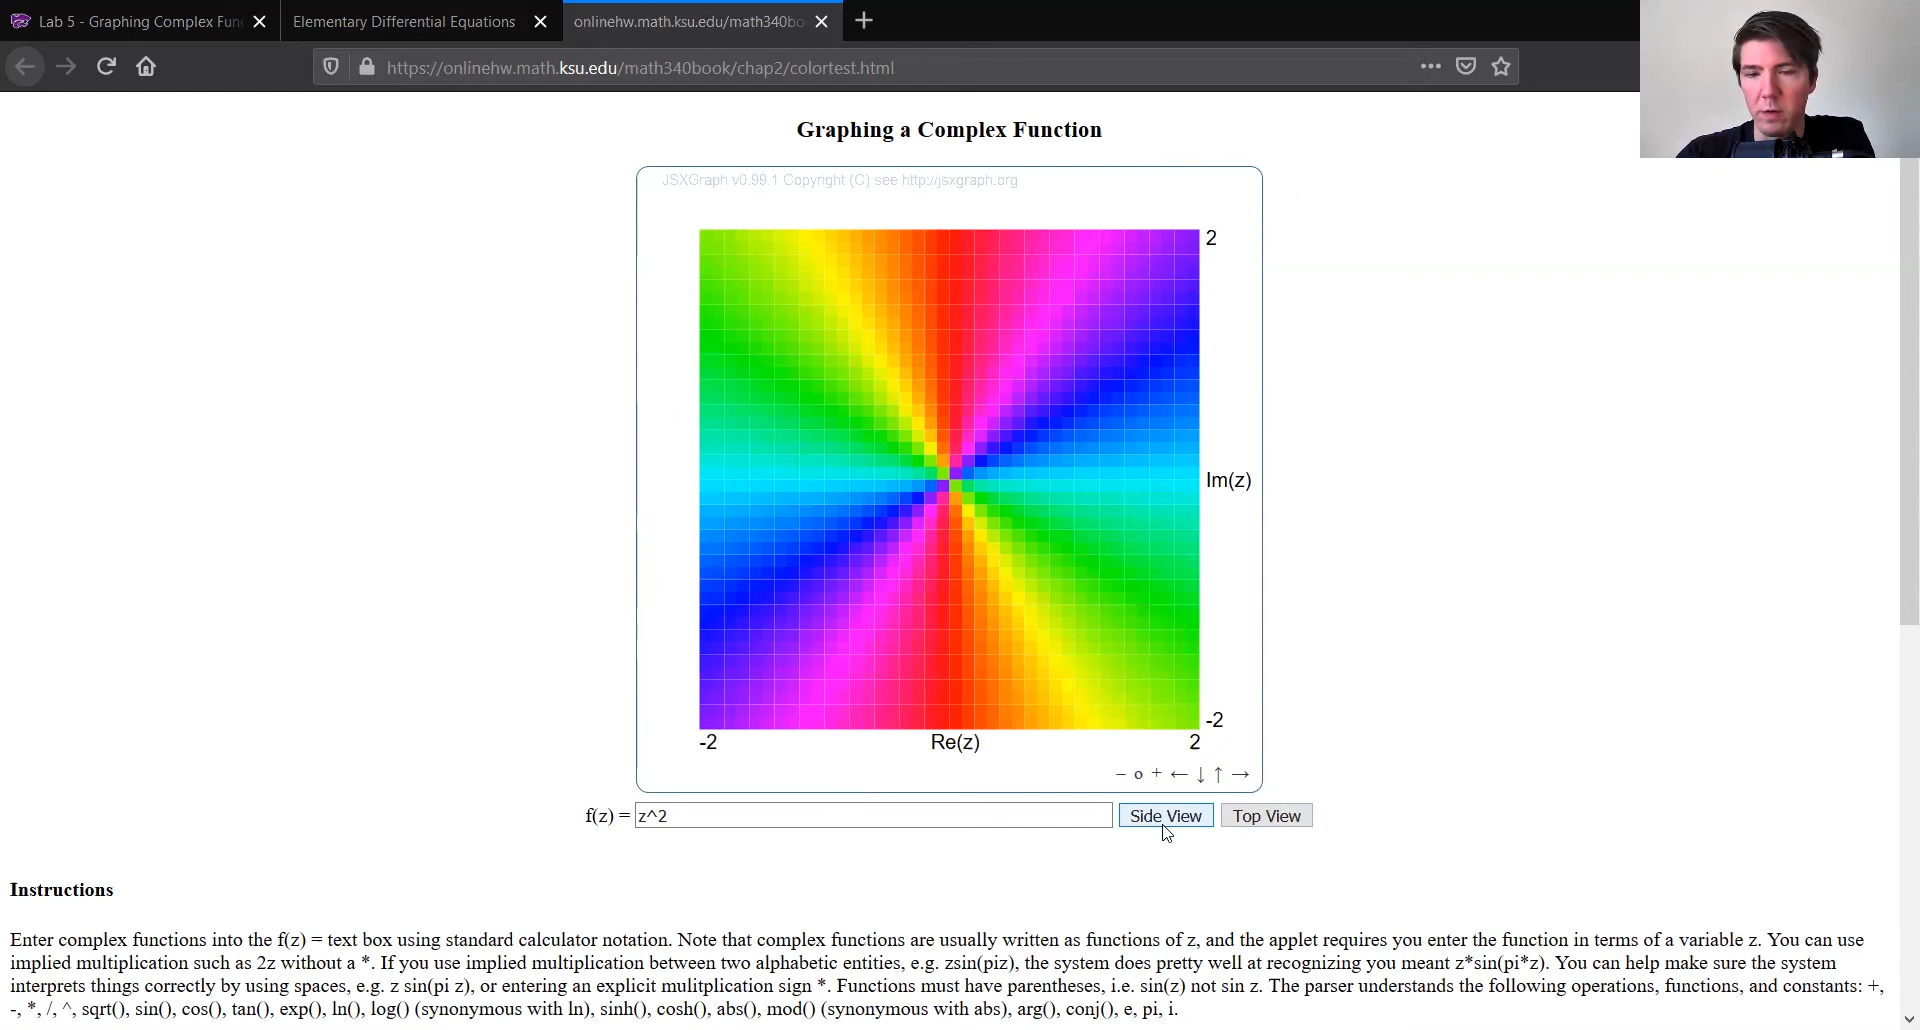 Lab 5 - Graphing Complex Fun
Elementary Differential Equations
onlinehw.math.ksu.edu/math340bo
https://onlinehw.math.ksu.edu/math340book/chap2/colortest.html
Graphing a Complex Function
JSXGraph v0.99.1 Copyright (C) see http://jsxgraph.org
2
Im(z)
-2
-2
Re(z)
2
– o + ← ↓ ↑ →
f(z) = z^2 Side View Top View
Instructions
Enter complex functions into the f(z) = text box using standard calculator notation. Note that complex functions are usually written as functions of z, and the applet requires you enter the function in terms of a variable z. You can use
implied multiplication such as 2z without a *. If you use implied multiplication between two alphabetic entities, e.g. zsin(piz), the system does pretty well at recognizing you meant z*sin(pi*z). You can help make sure the system
interprets things correctly by using spaces, e.g. z sin(pi z), or entering an explicit mulitplication sign *. Functions must have parentheses, i.e. sin(z) not sin z. The parser understands the following operations, functions, and constants: +,
-, *, /, ^, sqrt(), sin(), cos(), tan(), exp(), ln(), log() (synonymous with ln), sinh(), cosh(), abs(), mod() (synonymous with abs), arg(), conj(), e, pi, i.